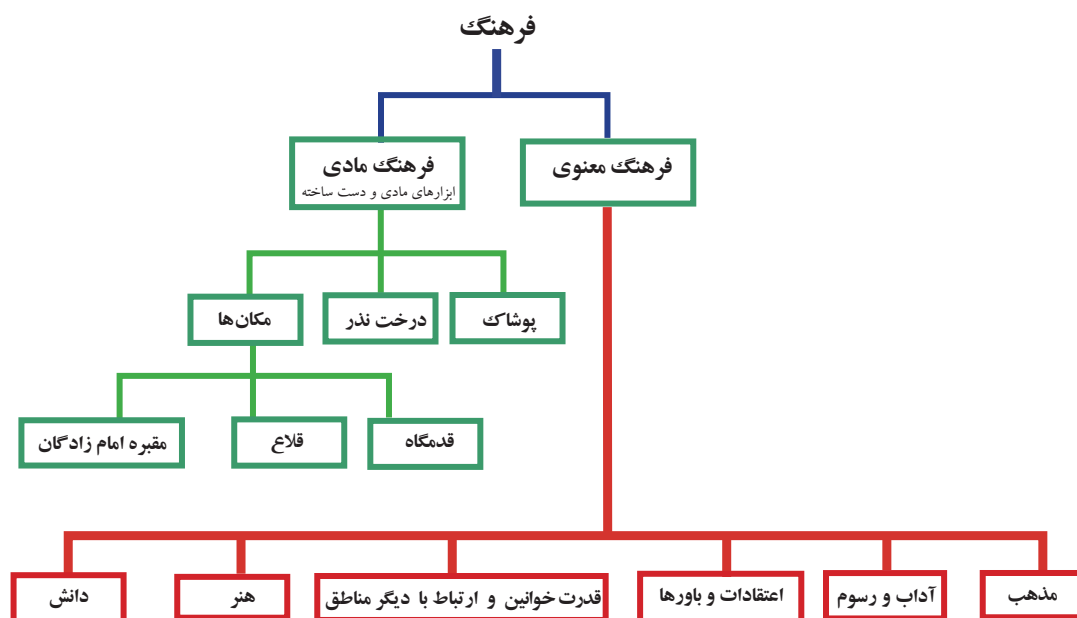 فرهنگ
فرهنگ معنوی
فرهنگ مادی
ابزارهای مادی و دست ساخته
پوشاک
درخت نذر
مکان‌ها
قدمگاه
قلاع
مقبره امام زادگان
مذهب
آداب و رسوم
اعتقادات و باورها
قدرت خوانین و ارتباط با دیگر مناطق
هنر
دانش